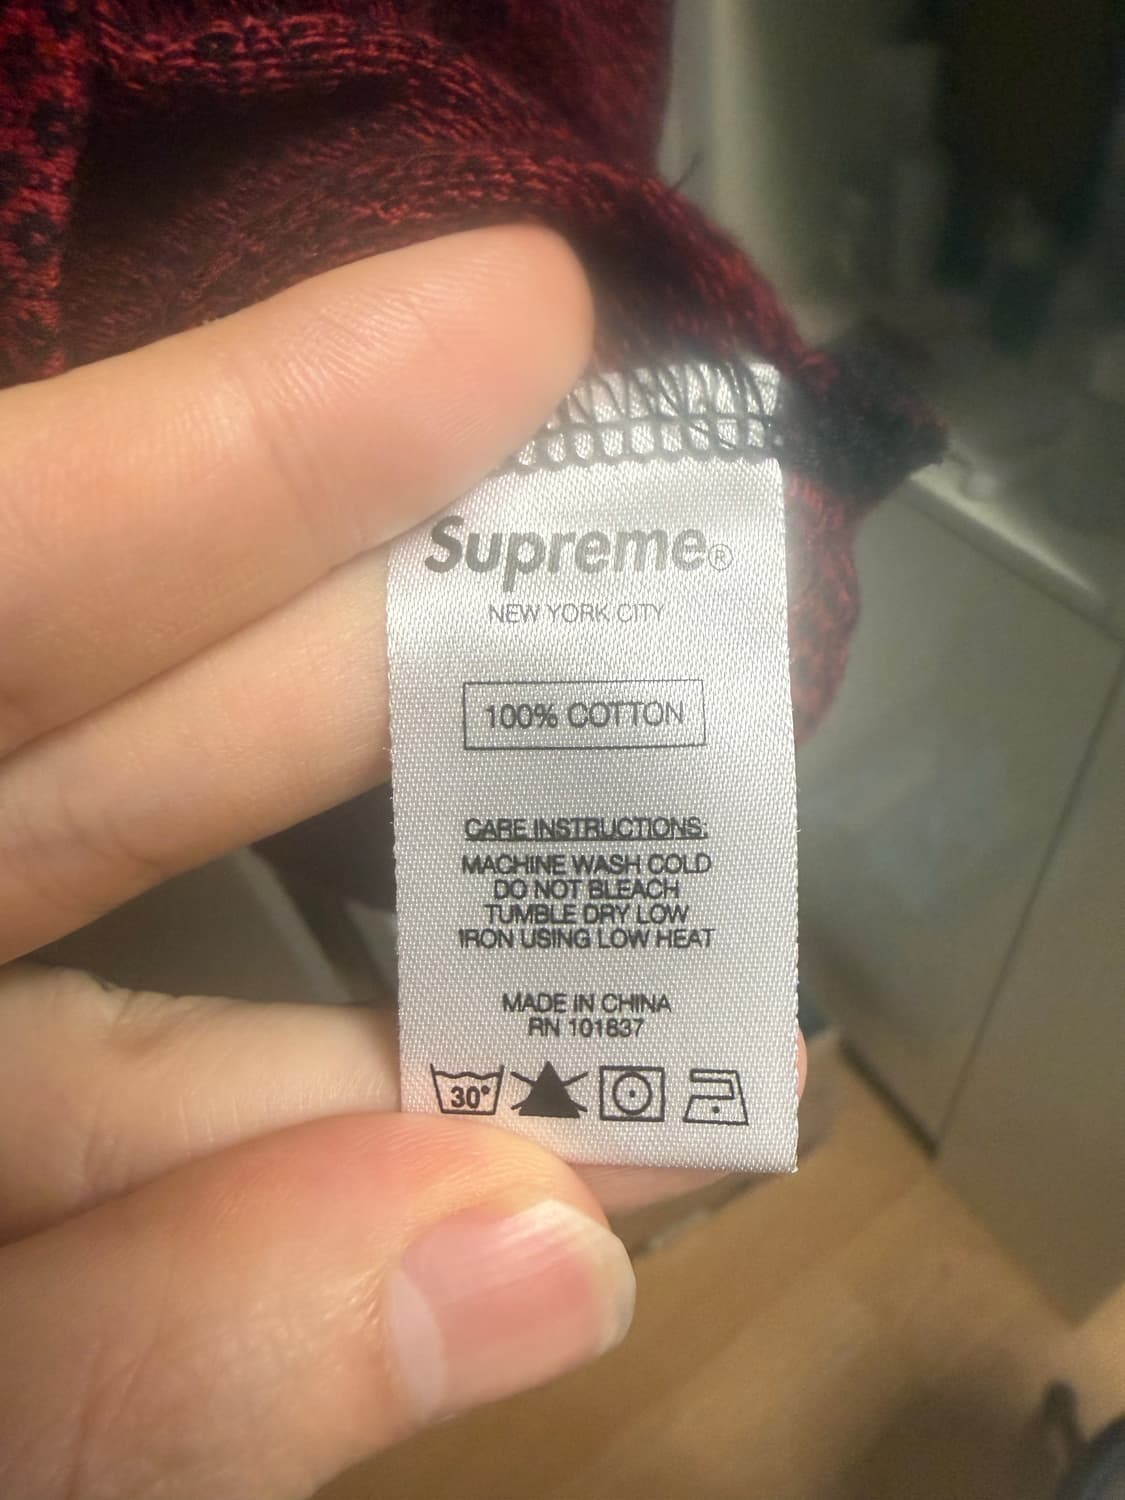 Supreme®
NEW YORK CITY
100% COTTON
CARE INSTRUCTIONS:
MACHINE WASH COLD
DO NOT BLEACH
TUMBLE DRY LOW
IRON USING LOW HEAT
MADE IN CHINA
RN 101837
30°